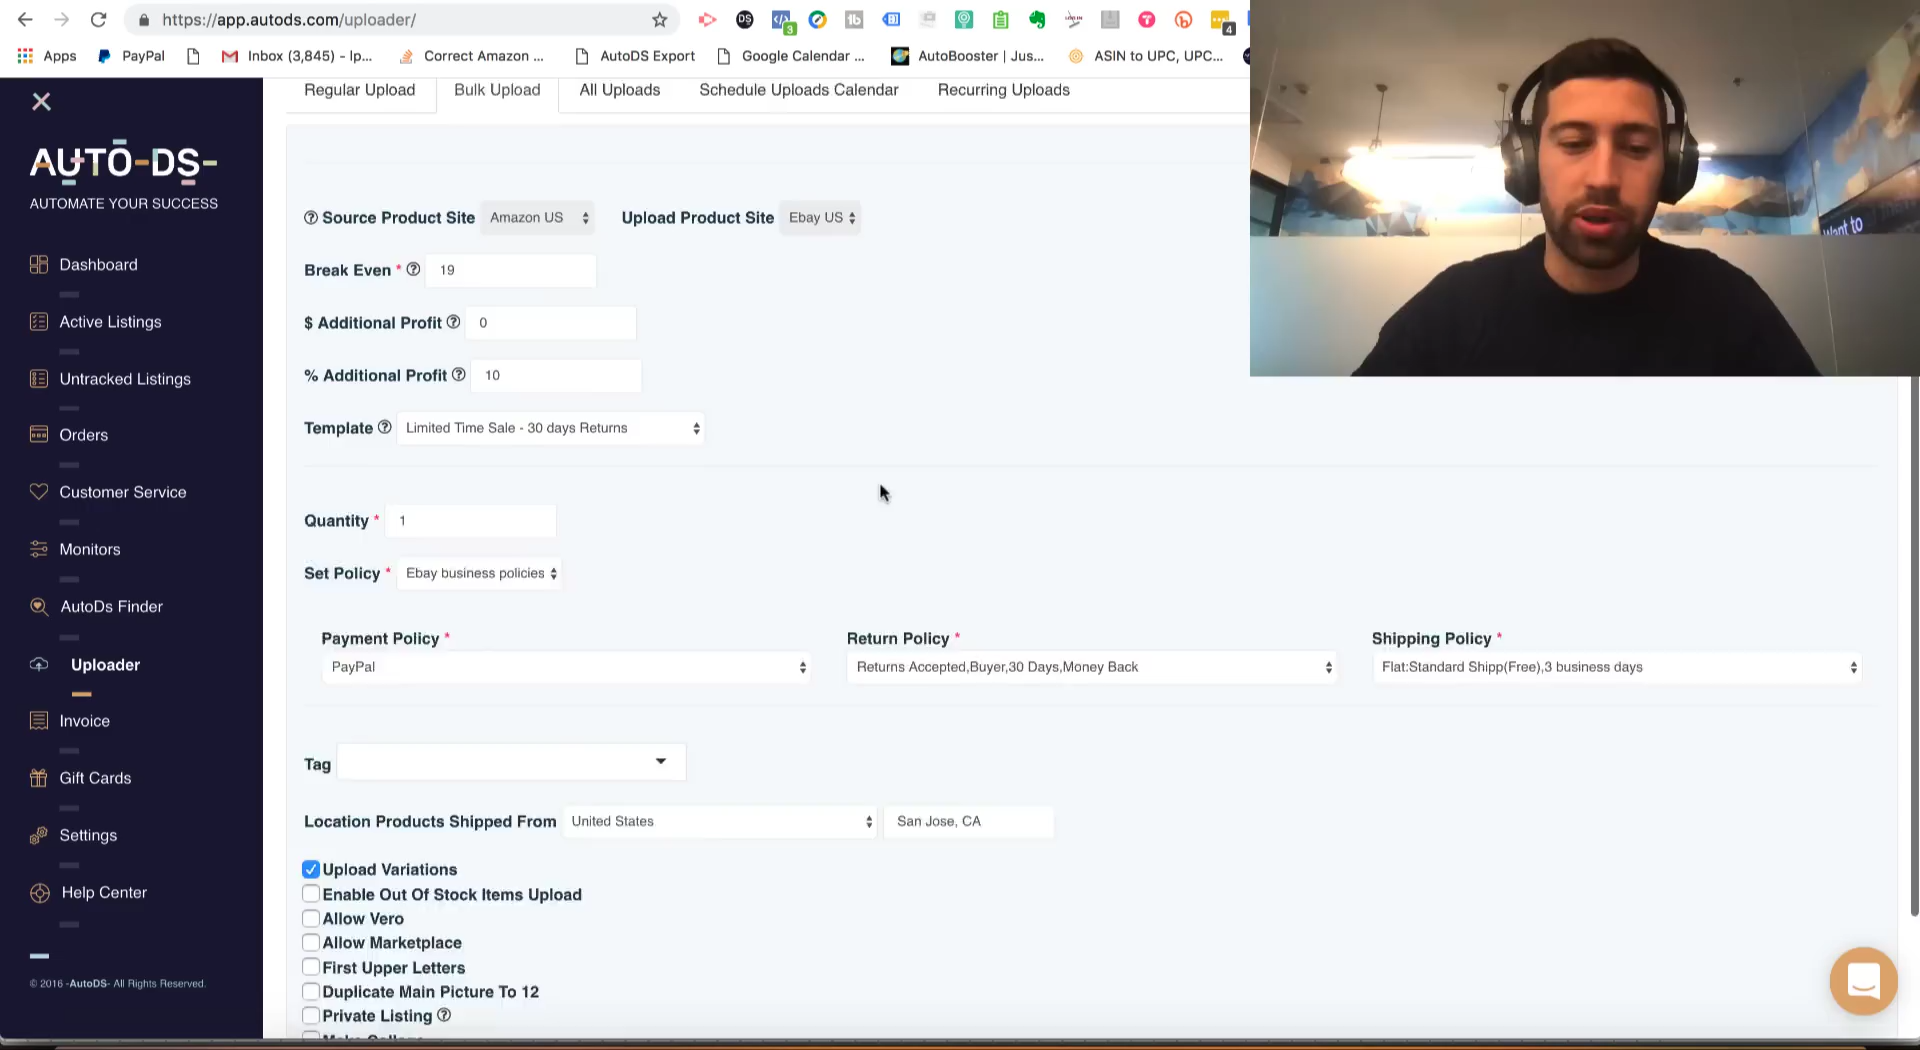 https://app.autods.com/uploader/
DS
3
4
Apps
PayPal
Inbox (3,845) - Ip...
Correct Amazon ...
AutoDS Export
Google Calendar ...
AutoBooster | Jus...
ASIN to UPC, UPC...
AUTO-DS-
AUTOMATE YOUR SUCCESS
Dashboard
Active Listings
Untracked Listings
Orders
Customer Service
Monitors
AutoDs Finder
Uploader
Invoice
Gift Cards
Settings
Help Center
© 2016 -AutoDS- All Rights Reserved.
Regular Upload
Bulk Upload
All Uploads
Schedule Uploads Calendar
Recurring Uploads
Source Product Site Amazon US Upload Product Site Ebay US
Break Even * 19
$ Additional Profit 0
% Additional Profit 10
Template Limited Time Sale - 30 days Returns
Quantity * 1
Set Policy * Ebay business policies
Payment Policy *
PayPal
Return Policy *
Returns Accepted,Buyer,30 Days,Money Back
Shipping Policy *
Flat:Standard Shipp(Free),3 business days
Tag
Location Products Shipped From United States San Jose, CA
Upload Variations
Enable Out Of Stock Items Upload
Allow Vero
Allow Marketplace
First Upper Letters
Duplicate Main Picture To 12
Private Listing
Want to